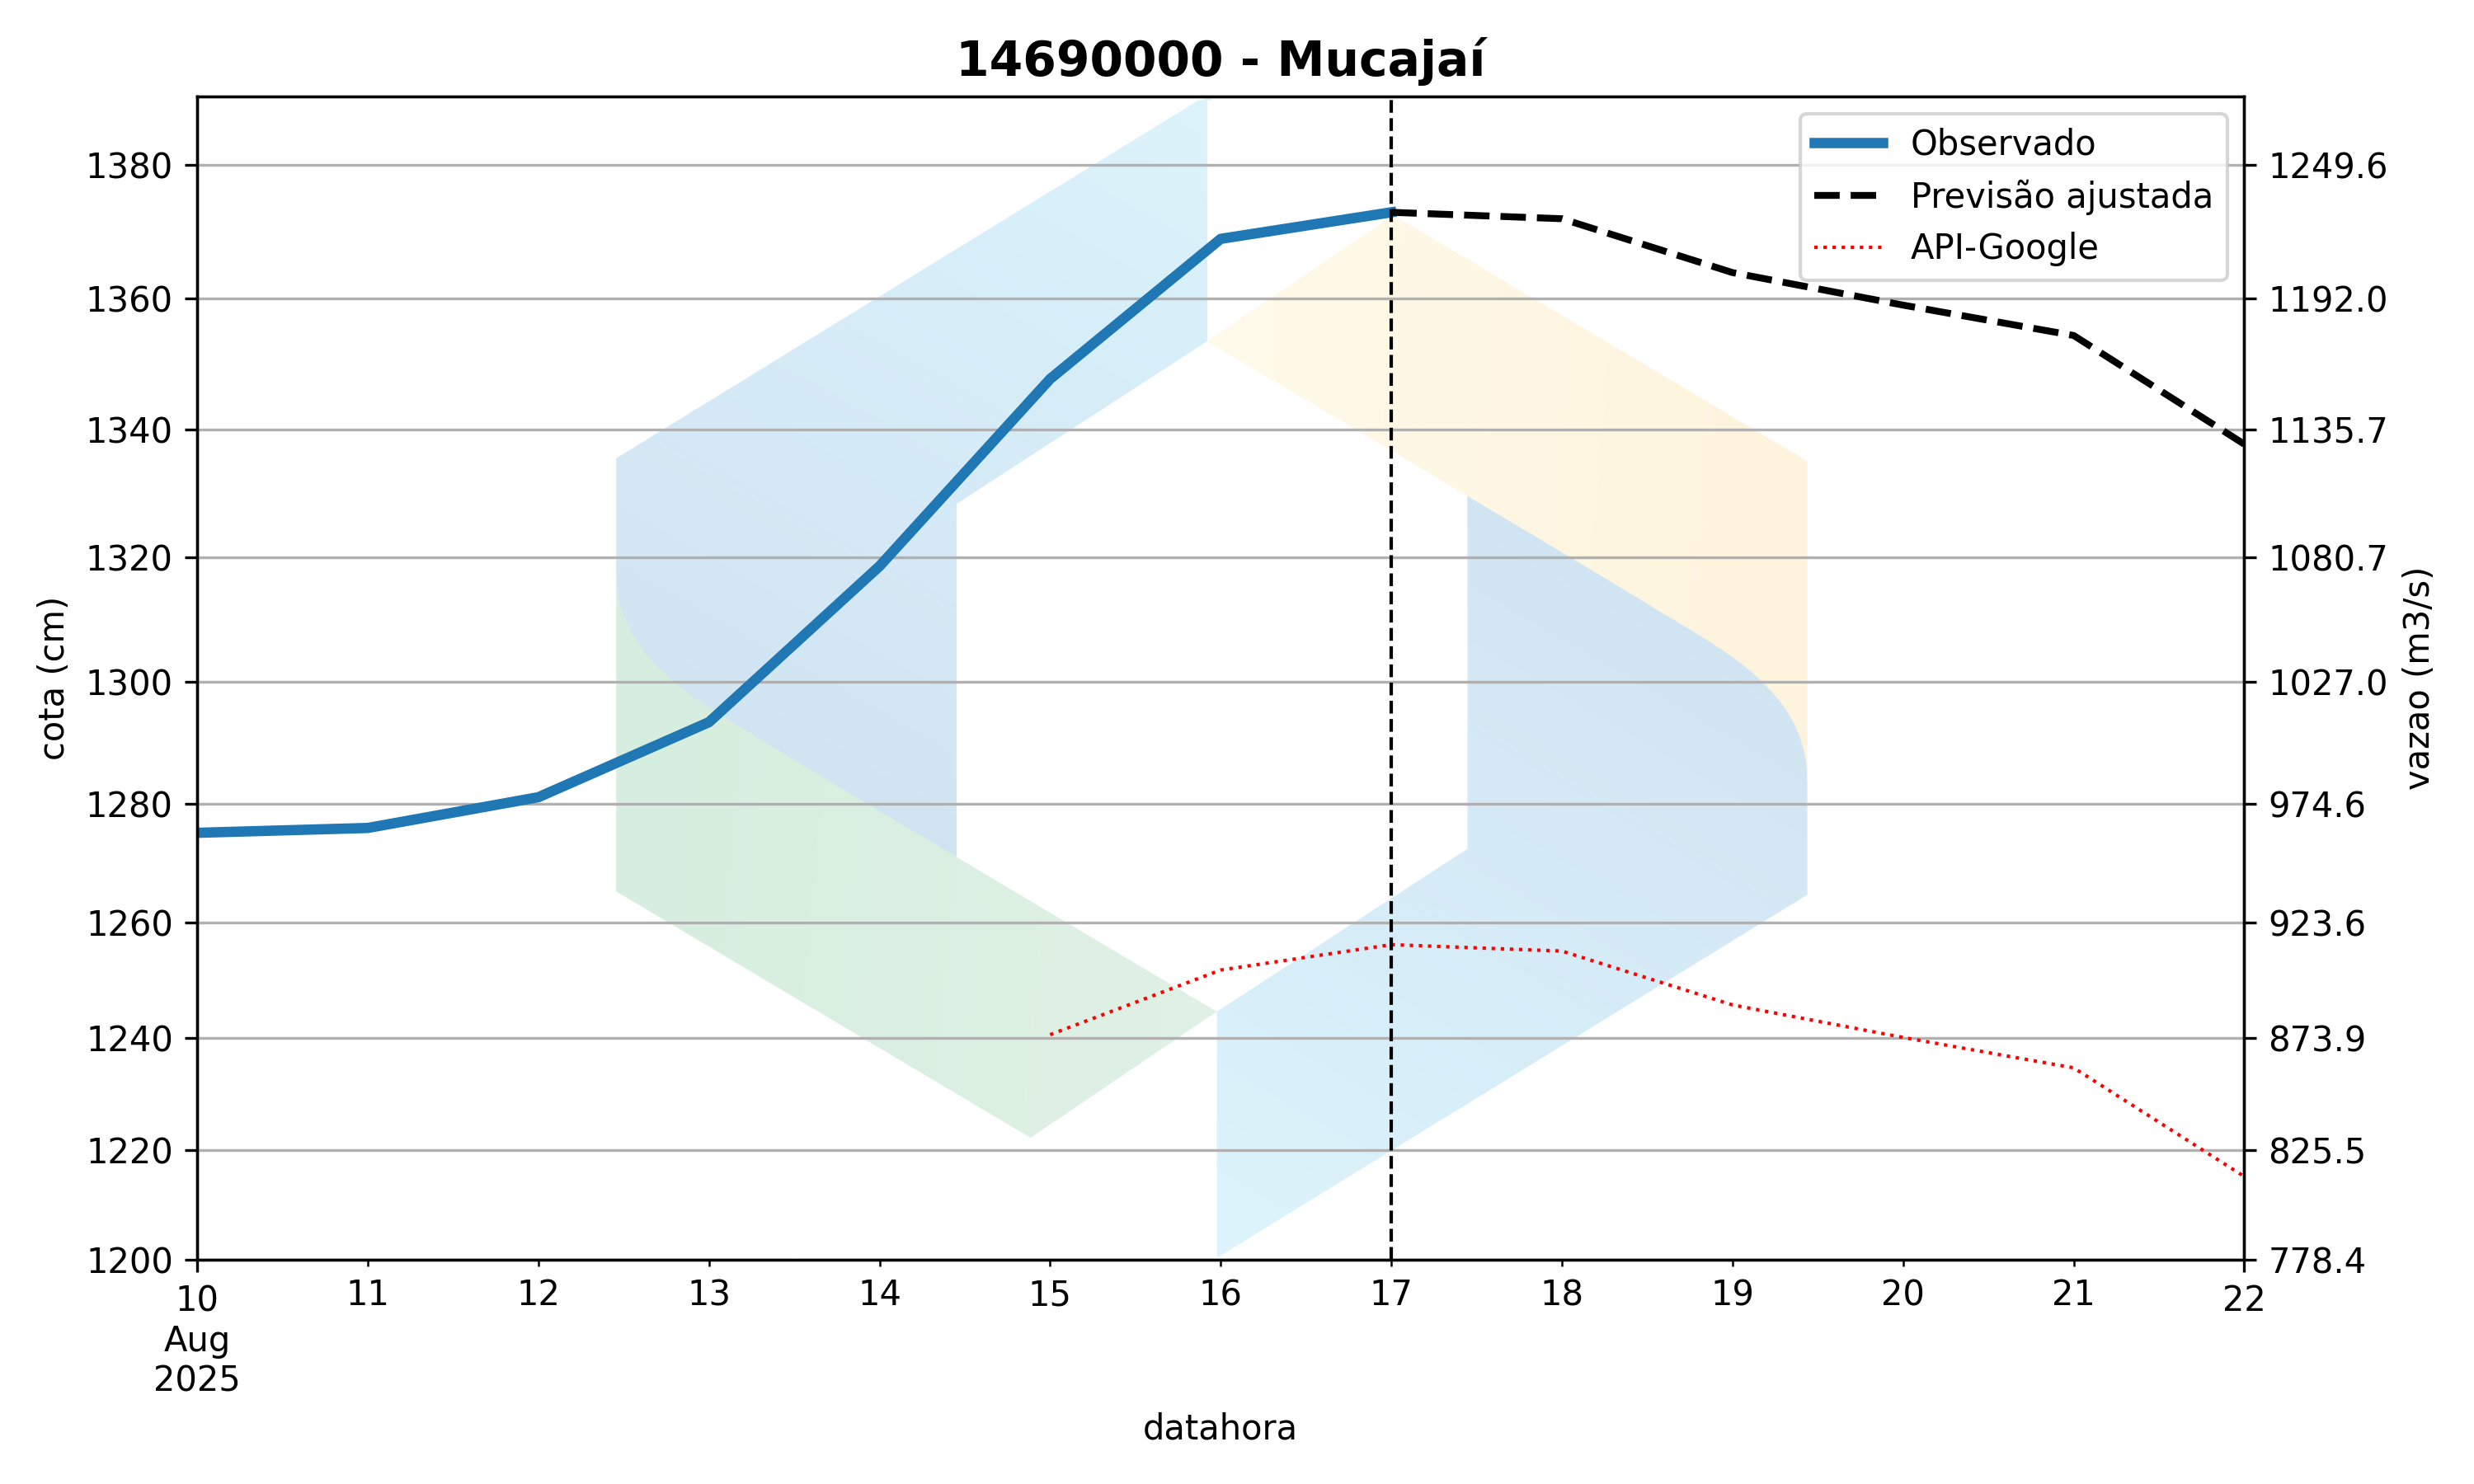 14690000 - Mucajaí
Observado
Previsão ajustada
API-Google
cota (cm)
1380
1360
1340
1320
1300
1280
1260
1240
1220
1200
1249.6
1192.0
1135.7
1080.7
1027.0
974.6
923.6
873.9
825.5
778.4
vazao (m3/s)
10 11 12 13 14 15 16 17 18 19 20 21 22
Aug
2025
datahora